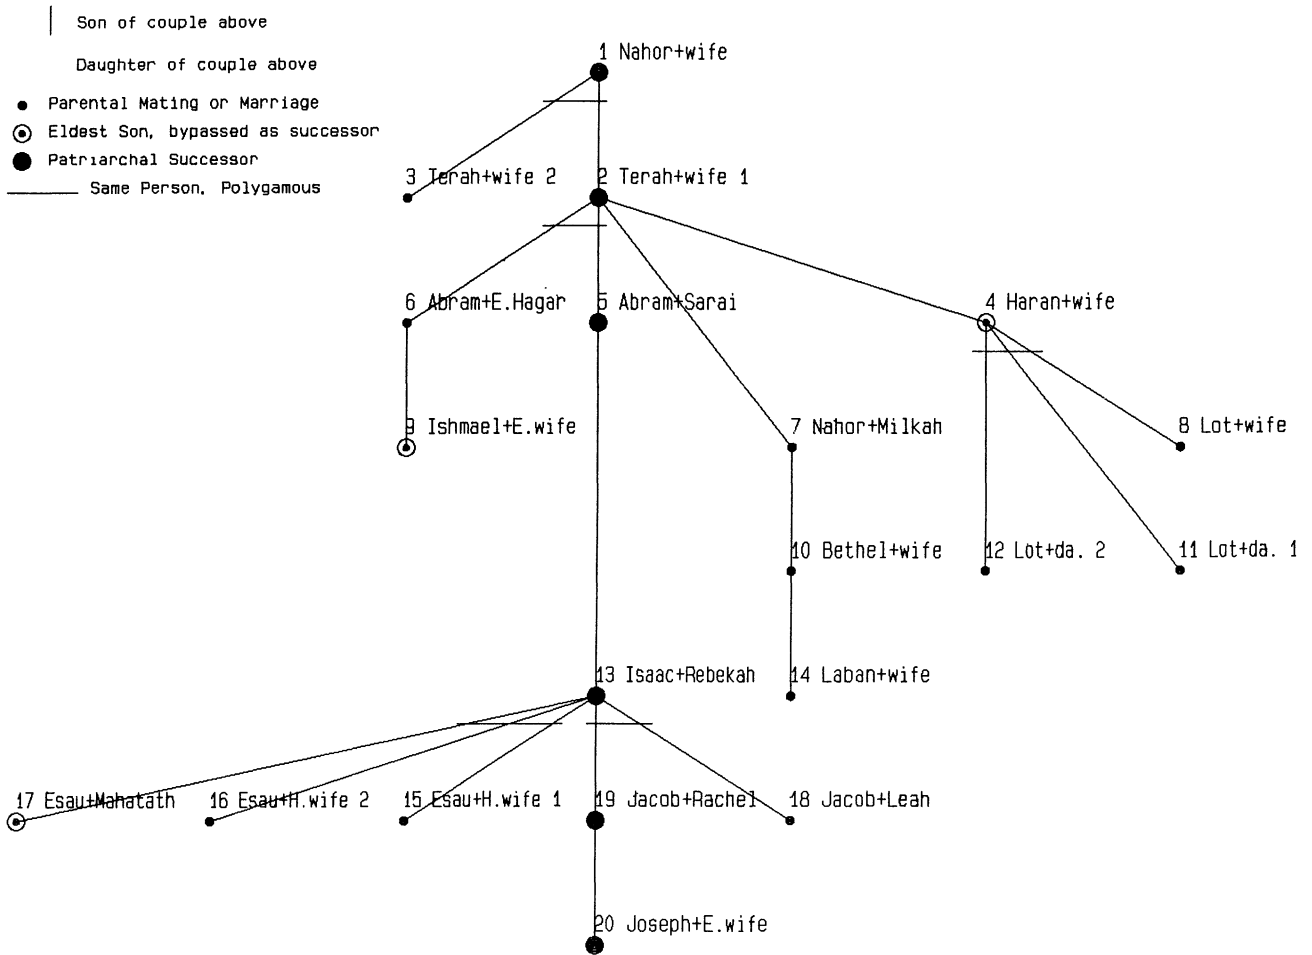 Son of couple above
Daughter of couple above
Parental Mating or Marriage
Eldest Son, bypassed as successor
Patriarchal Successor
Same Person, Polygamous
1 Nahor+wife
3 Terah+wife 2
2 Terah+wife 1
6 Abram+E.Hagar
5 Abram+Sarai
4 Haran+wife
9 Ishmael+E.wife
7 Nahor+Milkah
8 Lot+wife
10 Bethel+wife
12 Lot+da. 2
11 Lot+da. 1
13 Isaac+Rebekah
14 Laban+wife
17 Esau+Mahatath
16 Esau+H.wife 2
15 Esau+H.wife 1
19 Jacob+Rachel
18 Jacob+Leah
20 Joseph+E.wife